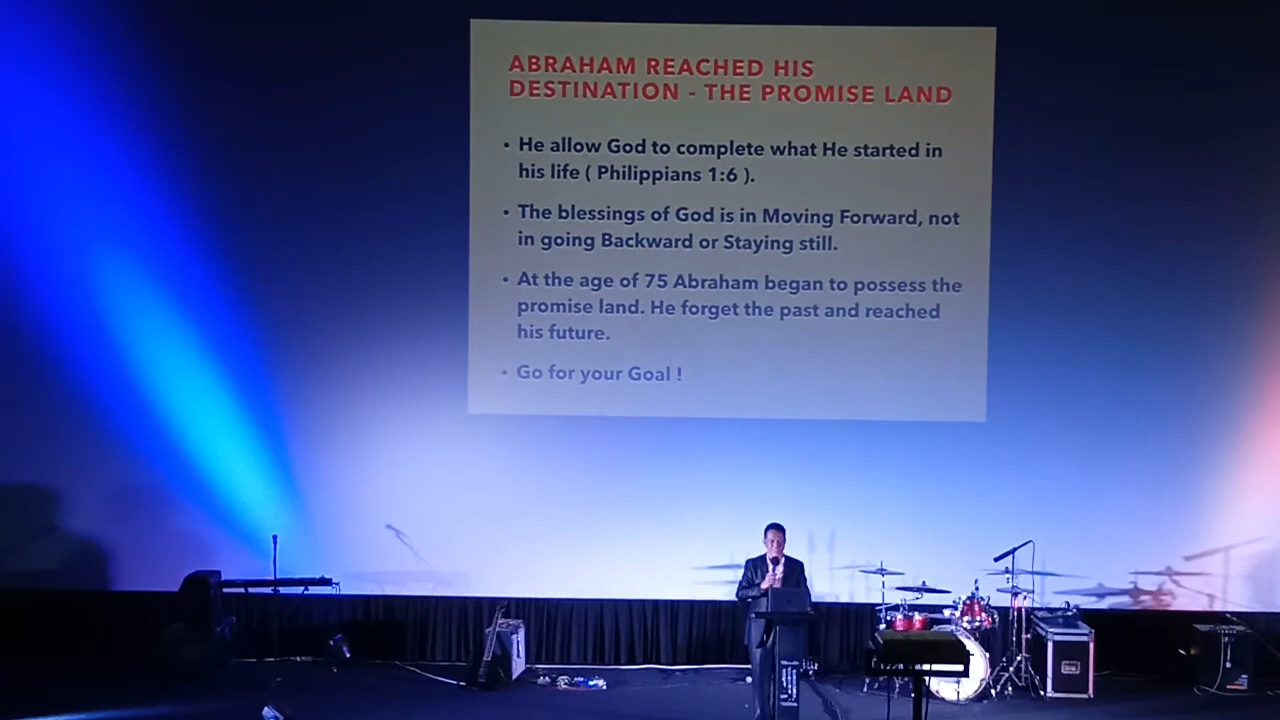 ABRAHAM REACHED HIS
DESTINATION - THE PROMISE LAND
• He allow God to complete what He started in
his life ( Philippians 1:6 ).
• The blessings of God is in Moving Forward, not
in going Backward or Staying still.
• At the age of 75 Abraham began to possess the
promise land. He forget the past and reached
his future.
• Go for your Goal !